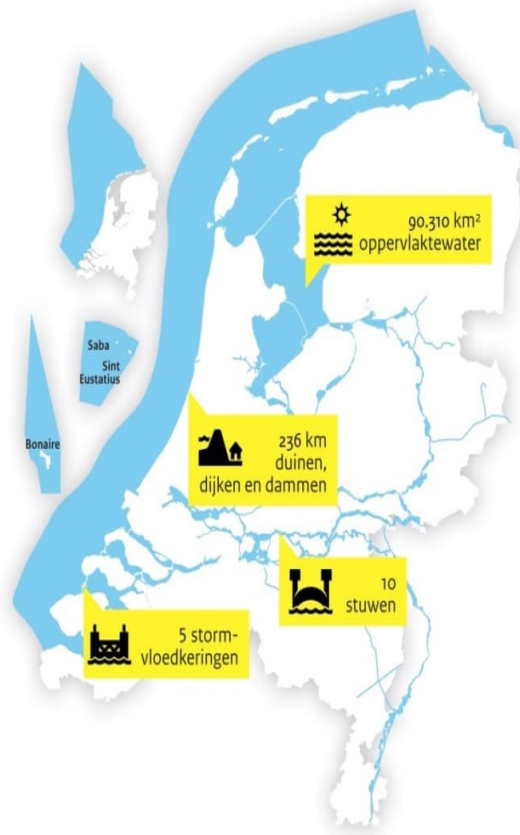 90.310 km²
oppervlaktewater
Saba
Sint
Eustatius
Bonaire
236 km
duinen,
dijken en dammen
10
stuwen
5 storm-
vloedkeringen